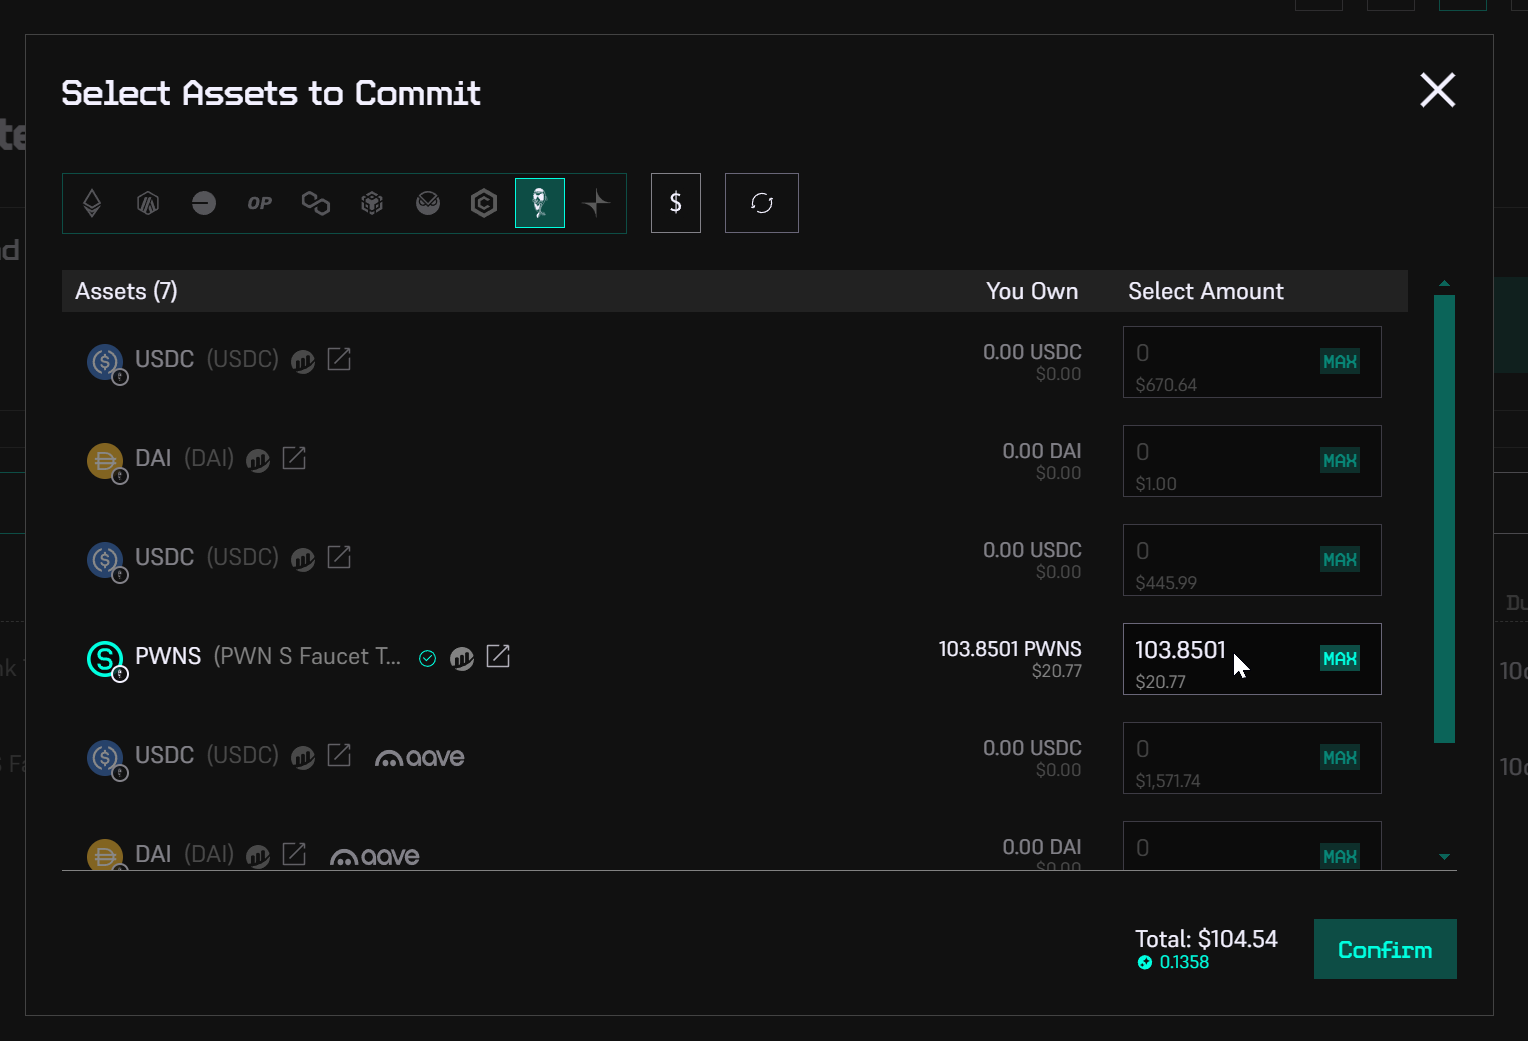 Select Assets to Commit
OP
$
Assets (7) You Own Select Amount
USDC (USDC) 0.00 USDC 0 MAX
$0.00 $670.64
DAI (DAI) 0.00 DAI 0 MAX
$0.00 $1.00
USDC (USDC) 0.00 USDC 0 MAX
$0.00 $445.99
PWNS (PWN S Faucet T... 103.8501 PWNS 103.8501 MAX
$20.77 $20.77
USDC (USDC) aave 0.00 USDC 0 MAX
$0.00 $1,571.74
DAI (DAI) aave 0.00 DAI 0 MAX
$0.00
Total: $104.54
0.1358
Confirm